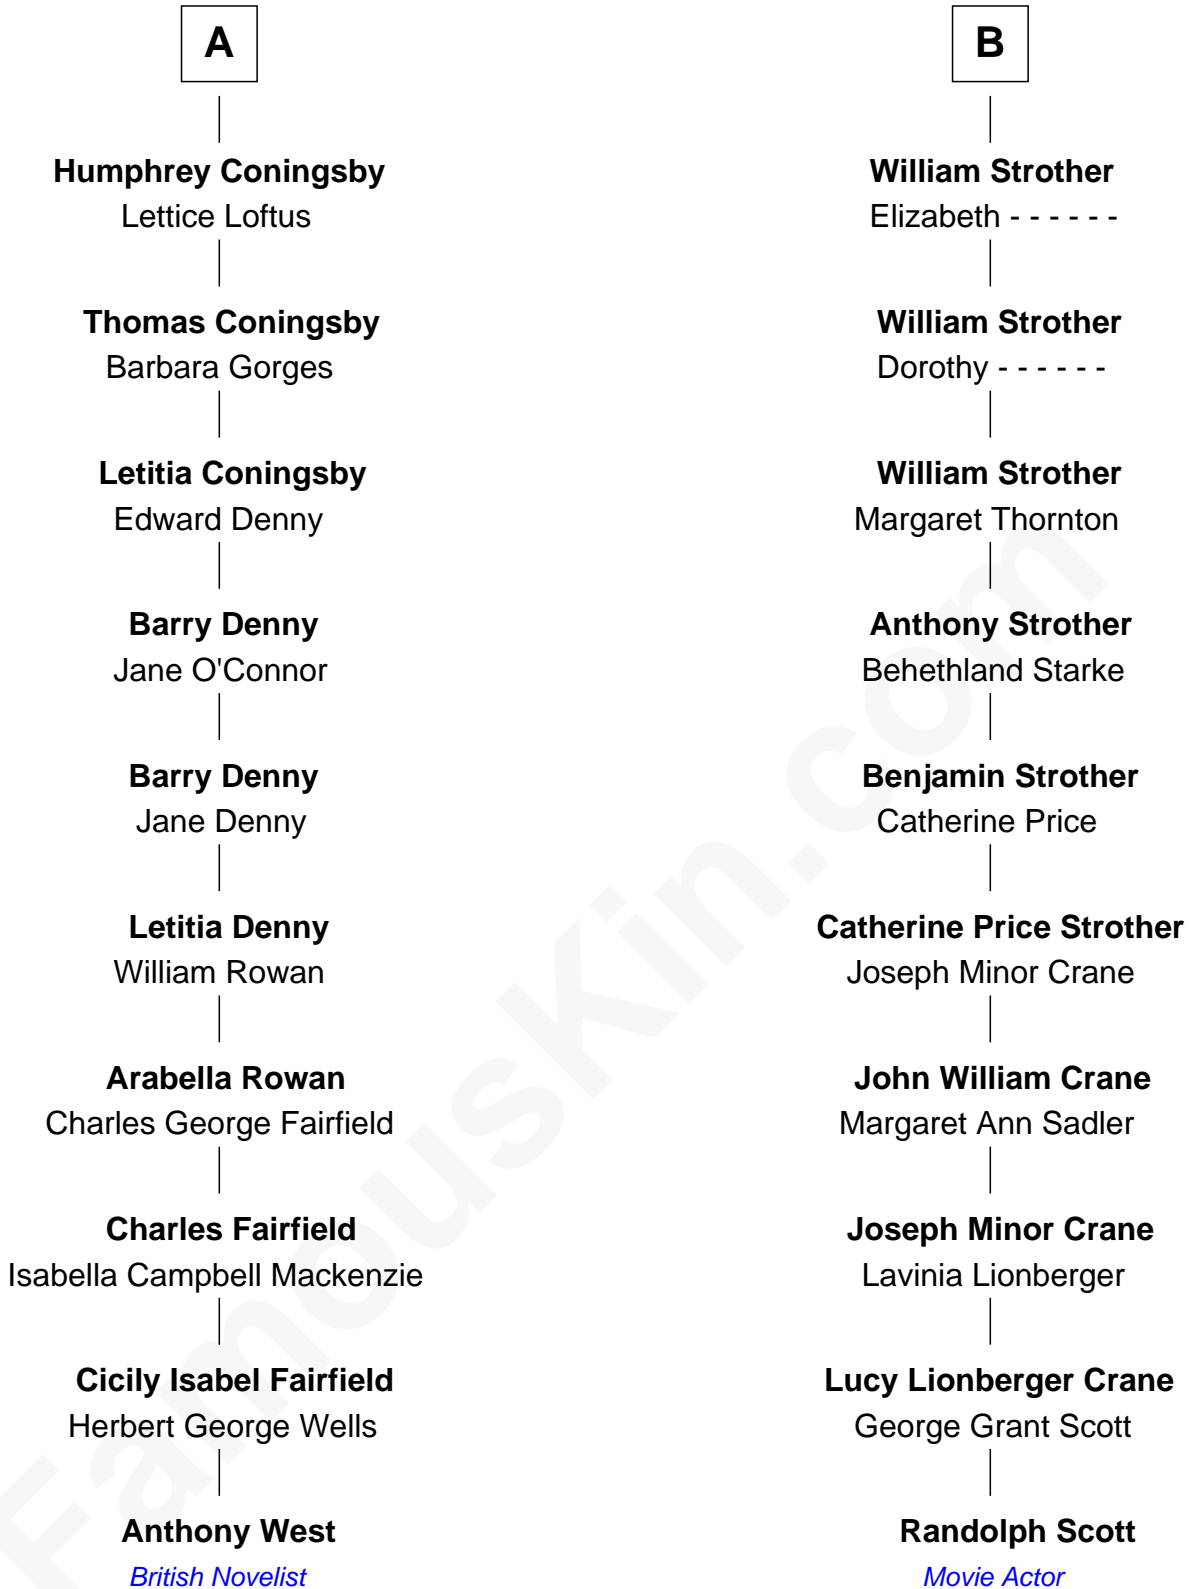 A
Humphrey Coningsby
Lettice Loftus
Thomas Coningsby
Barbara Gorges
Letitia Coningsby
Edward Denny
Barry Denny
Jane O'Connor
Barry Denny
Jane Denny
Letitia Denny
William Rowan
Arabella Rowan
Charles George Fairfield
Charles Fairfield
Isabella Campbell Mackenzie
Cicily Isabel Fairfield
Herbert George Wells
Anthony West
British Novelist
B
William Strother
Elizabeth - - - - - -
William Strother
Dorothy - - - - - -
William Strother
Margaret Thornton
Anthony Strother
Behethland Starke
Benjamin Strother
Catherine Price
Catherine Price Strother
Joseph Minor Crane
John William Crane
Margaret Ann Sadler
Joseph Minor Crane
Lavinia Lionberger
Lucy Lionberger Crane
George Grant Scott
Randolph Scott
Movie Actor
FamousKin.com